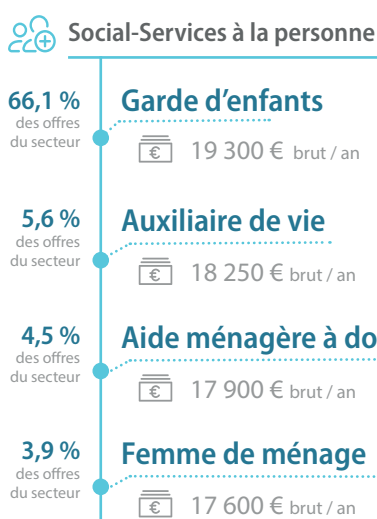 Social-Services à la personne
66,1 %
des offres
du secteur
Garde d'enfants
€ 19 300 € brut / an
5,6 %
des offres
du secteur
Auxiliaire de vie
€ 18 250 € brut / an
4,5 %
des offres
du secteur
Aide ménagère à do
€ 17 900 € brut / an
3,9 %
des offres
du secteur
Femme de ménage
€ 17 600 € brut / an